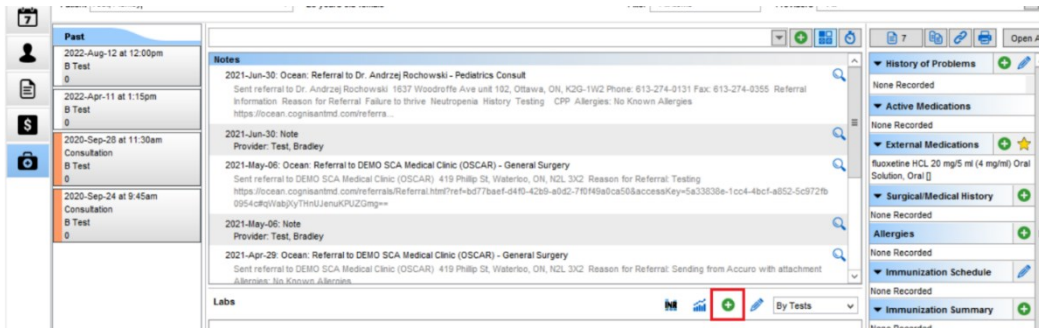 7
Past
2022-Aug-12 at 12:00pm
B Test
0
2022-Apr-11 at 1:15pm
B Test
0
2020-Sep-28 at 11:30am
Consultation
B Test
0
2020-Sep-24 at 9:45am
Consultation
B Test
0
Notes
2021-Jun-30: Ocean: Referral to Dr. Andrzej Rochowski - Pediatrics Consult
Sent referral to Dr. Andrzej Rochowski 1637 Woodroffe Ave unit 102, Ottawa, ON, K2G-1W2 Phone: 613-274-0131 Fax: 613-274-0355 Referral
Information Reason for Referral Failure to thrive Neutropenia History Testing CPP Allergies: No Known Allergies
https://ocean.cognisantmd.com/referra...
2021-Jun-30: Note
Provider: Test, Bradley
2021-May-06: Ocean: Referral to DEMO SCA Medical Clinic (OSCAR) - General Surgery
Sent referral to DEMO SCA Medical Clinic (OSCAR) 419 Phillip St, Waterloo, ON, N2L 3X2 Reason for Referral: Testing
https://ocean.cognisantmd.com/referrals/Referral.html?ref=bd77baef-d4f0-42b9-a0d2-7f0f49a0ca50&accessKey=5a33838e-1cc4-4bcf-a852-5c972fb
0954c#qWabjXyTHnUJenuKPUZGmg==
2021-May-06: Note
Provider: Test, Bradley
2021-Apr-29: Ocean: Referral to DEMO SCA Medical Clinic (OSCAR) - General Surgery
Sent referral to DEMO SCA Medical Clinic (OSCAR) 419 Phillip St, Waterloo, ON, N2L 3X2 Reason for Referral: Sending from Accuro with attachment
Allergies: No Known Allergies
Labs
By Tests
7
Open A
History of Problems
None Recorded
Active Medications
None Recorded
External Medications
fluoxetine HCL 20 mg/5 ml (4 mg/ml) Oral
Solution, Oral []
Surgical/Medical History
None Recorded
Allergies
None Recorded
Immunization Schedule
None Recorded
Immunization Summary
None Recorded